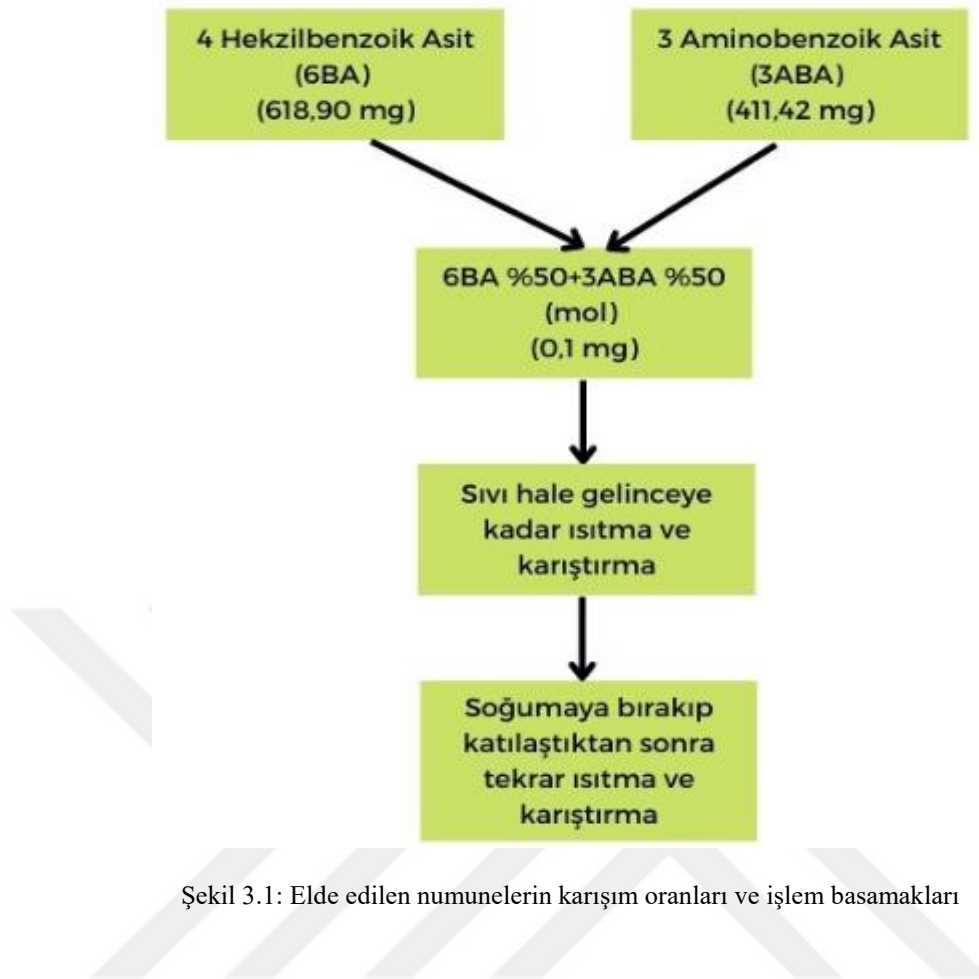 4 Hekzilbenzoik Asit
(6BA)
(618,90 mg)
3 Aminobenzoik Asit
(3ABA)
(411,42 mg)
6BA %50+3ABA %50
(mol)
(0,1 mg)
Sıvı hale gelinceye
kadar ısıtma ve
karıştırma
Soğumaya bırakıp
katılaştıktan sonra
tekrar ısıtma ve
karıştırma
Şekil 3.1: Elde edilen numunelerin karışım oranları ve işlem basamakları